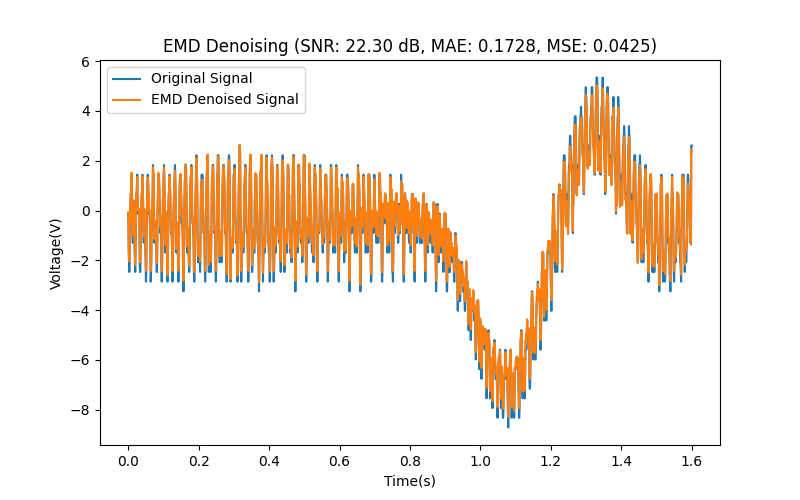 EMD Denoising (SNR: 22.30 dB, MAE: 0.1728, MSE: 0.0425)
Original Signal
EMD Denoised Signal
6
4
2
0
−2
−4
−6
−8
Voltage(V)
0.0 0.2 0.4 0.6 0.8 1.0 1.2 1.4 1.6
Time(s)